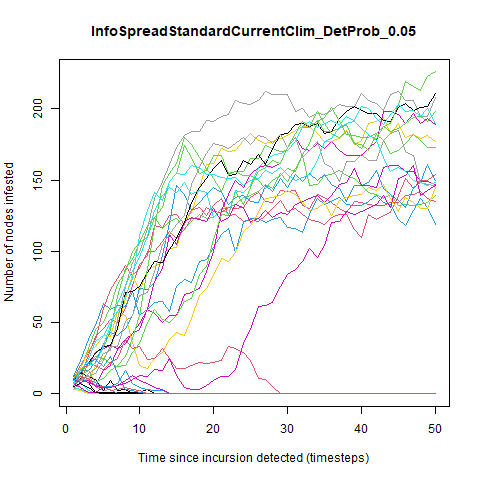 InfoSpreadStandardCurrentClim_DetProb_0.05
Number of nodes infested
200
150
100
50
0
0 10 20 30 40 50
Time since incursion detected (timesteps)